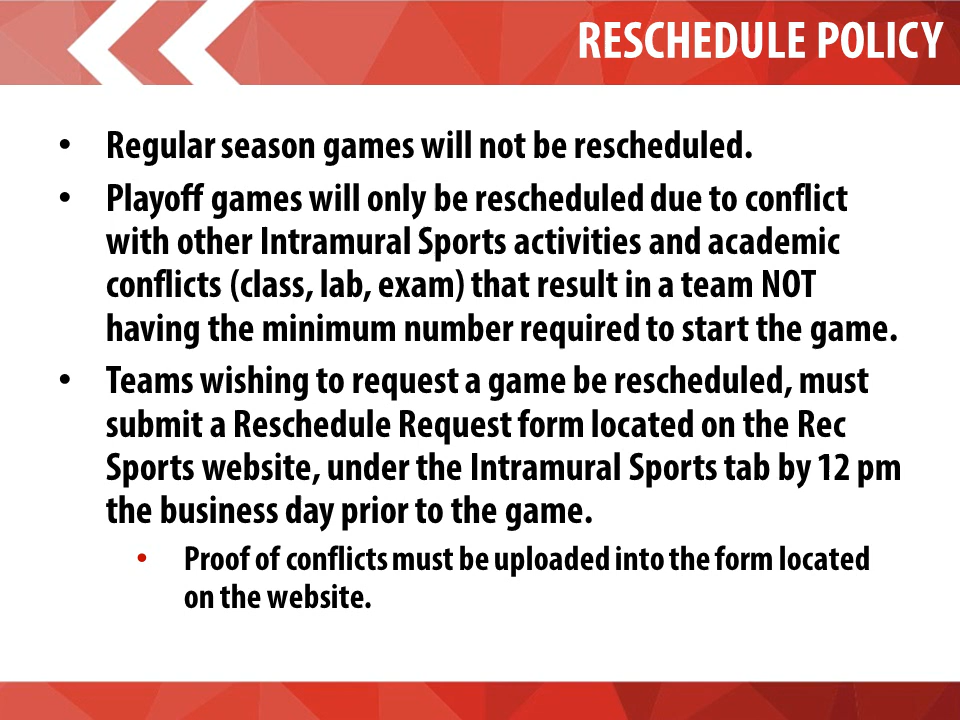 RESCHEDULE POLICY
• Regular season games will not be rescheduled.
• Playoff games will only be rescheduled due to conflict
with other Intramural Sports activities and academic
conflicts (class, lab, exam) that result in a team NOT
having the minimum number required to start the game.
• Teams wishing to request a game be rescheduled, must
submit a Reschedule Request form located on the Rec
Sports website, under the Intramural Sports tab by 12 pm
the business day prior to the game.
• Proof of conflicts must be uploaded into the form located
on the website.